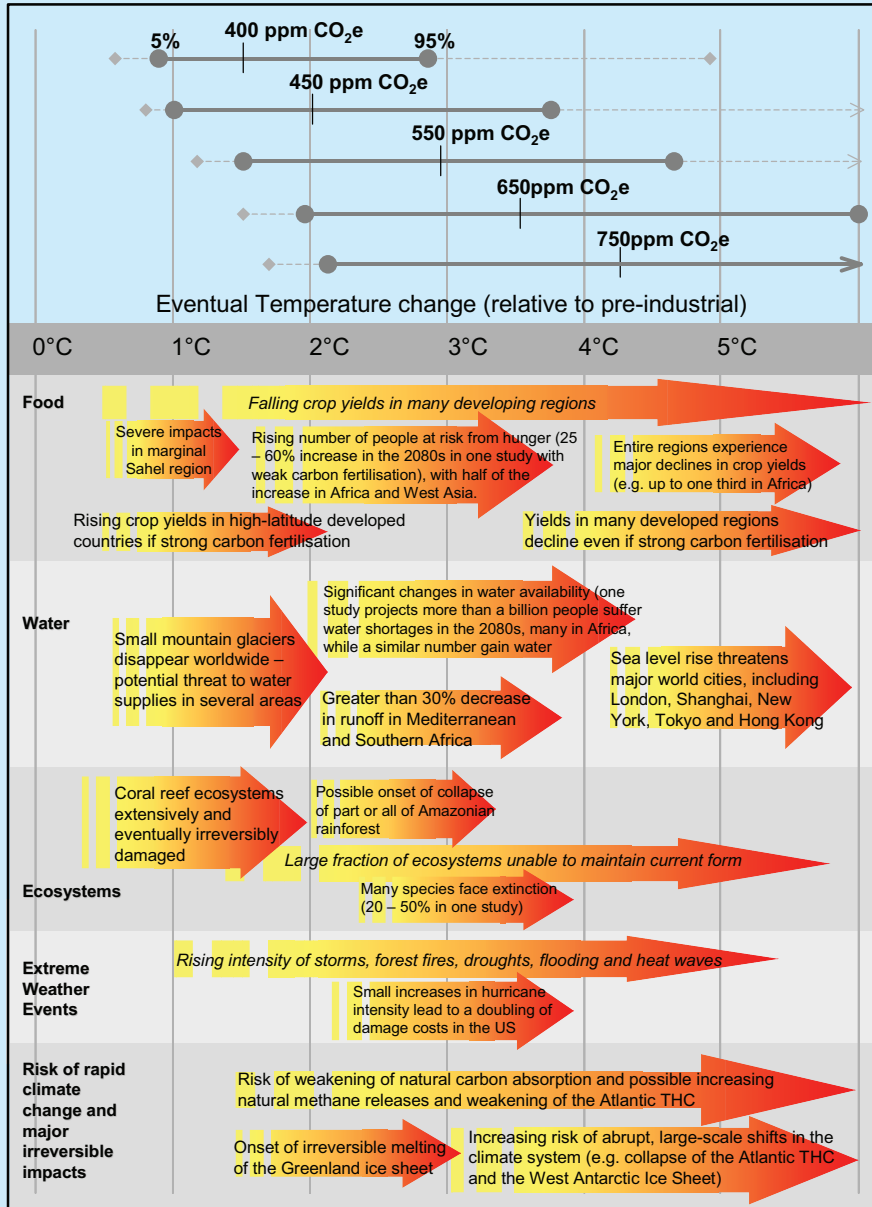 5%
400 ppm CO2e
95%
450 ppm CO2e
550 ppm CO2e
650ppm CO2e
750ppm CO2e
Eventual Temperature change (relative to pre-industrial)
0°C 1°C 2°C 3°C 4°C 5°C
Food
Falling crop yields in many developing regions
Severe impacts
in marginal
Sahel region
Rising number of people at risk from hunger (25
– 60% increase in the 2080s in one study with
weak carbon fertilisation), with half of the
increase in Africa and West Asia.
Entire regions experience
major declines in crop yields
(e.g. up to one third in Africa)
Rising crop yields in high-latitude developed
countries if strong carbon fertilisation
Yields in many developed regions
decline even if strong carbon fertilisation
Water
Small mountain glaciers
disappear worldwide –
potential threat to water
supplies in several areas
Significant changes in water availability (one
study projects more than a billion people suffer
water shortages in the 2080s, many in Africa,
while a similar number gain water
Greater than 30% decrease
in runoff in Mediterranean
and Southern Africa
Sea level rise threatens
major world cities, including
London, Shanghai, New
York, Tokyo and Hong Kong
Ecosystems
Coral reef ecosystems
extensively and
eventually irreversibly
damaged
Possible onset of collapse
of part or all of Amazonian
rainforest
Large fraction of ecosystems unable to maintain current form
Many species face extinction
(20 – 50% in one study)
Extreme
Weather
Events
Rising intensity of storms, forest fires, droughts, flooding and heat waves
Small increases in hurricane
intensity lead to a doubling of
damage costs in the US
Risk of rapid
climate
change and
major
irreversible
impacts
Risk of weakening of natural carbon absorption and possible increasing
natural methane releases and weakening of the Atlantic THC
Onset of irreversible melting
of the Greenland ice sheet
Increasing risk of abrupt, large-scale shifts in the
climate system (e.g. collapse of the Atlantic THC
and the West Antarctic Ice Sheet)